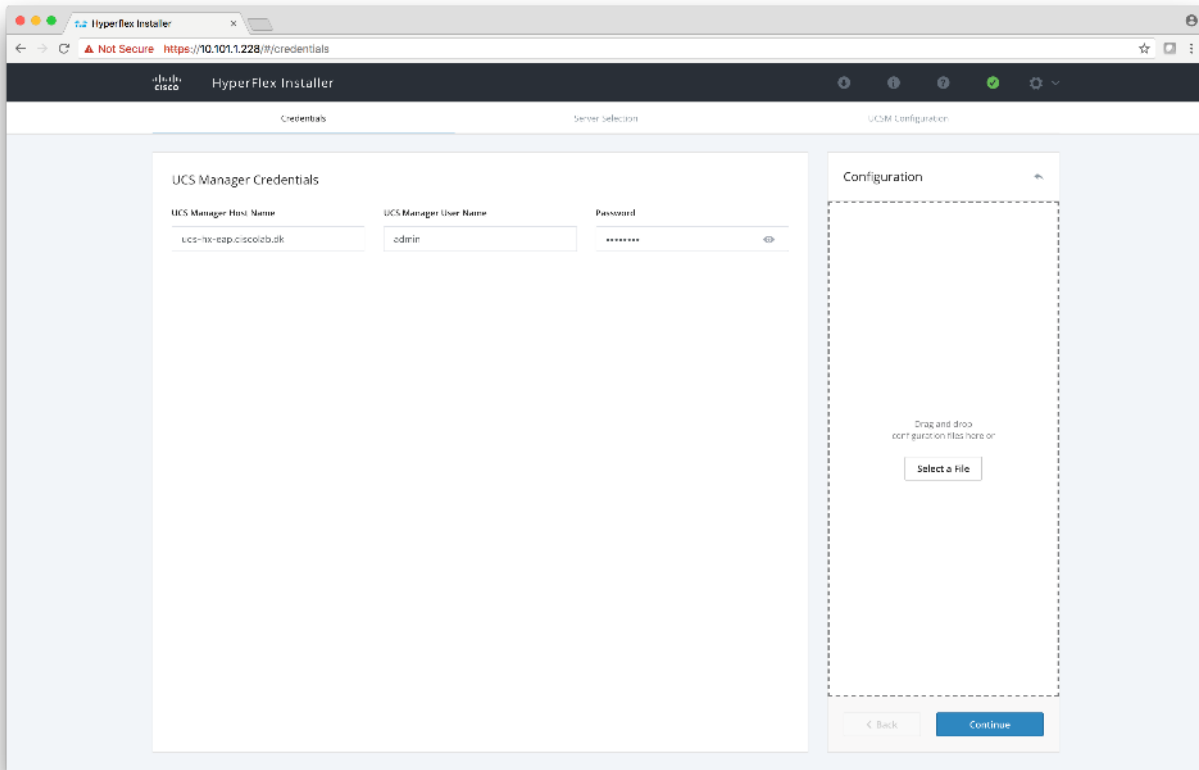 Hyperflex Installer ×
Not Secure https://10.101.1.228/#/credentials
cisco HyperFlex Installer
Credentials Server Selection UCSM Configuration
UCS Manager Credentials
UCS Manager Host Name UCS Manager User Name Password
ucs-hx-eap.ciscolab.dk admin ••••••••
Configuration
Drag and drop
configuration files here or
Select a File
< Back Continue